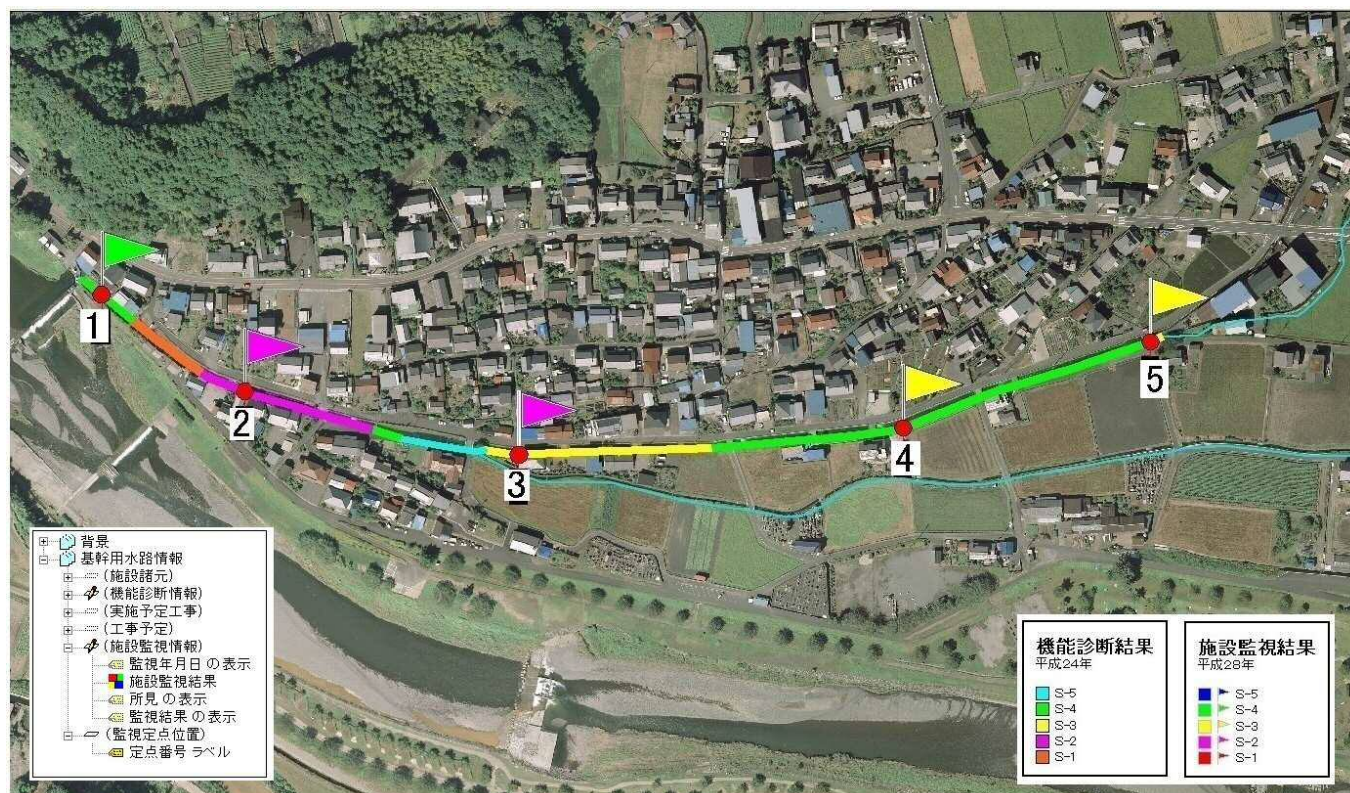 1
2
3
4
5
背景
基幹用水路情報
(施設諸元)
(機能診断情報)
(実施予定工事)
(工事予定)
(施設監視情報)
監視年月日の表示
施設監視結果
所見の表示
監視結果の表示
(監視定点位置)
定点番号ラベル
機能診断結果
平成24年
S-5
S-4
S-3
S-2
S-1
施設監視結果
平成28年
S-5
S-4
S-3
S-2
S-1